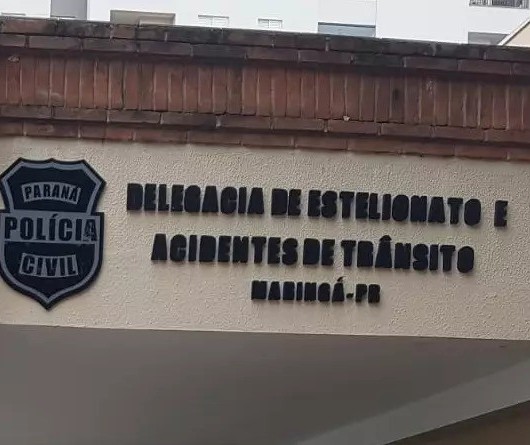 PARANÁ
POLÍCIA
CIVIL
DELEGACIA DE ESTELIONATO E
ACIDENTES DE TRÂNSITO
MARINGÁ-PR